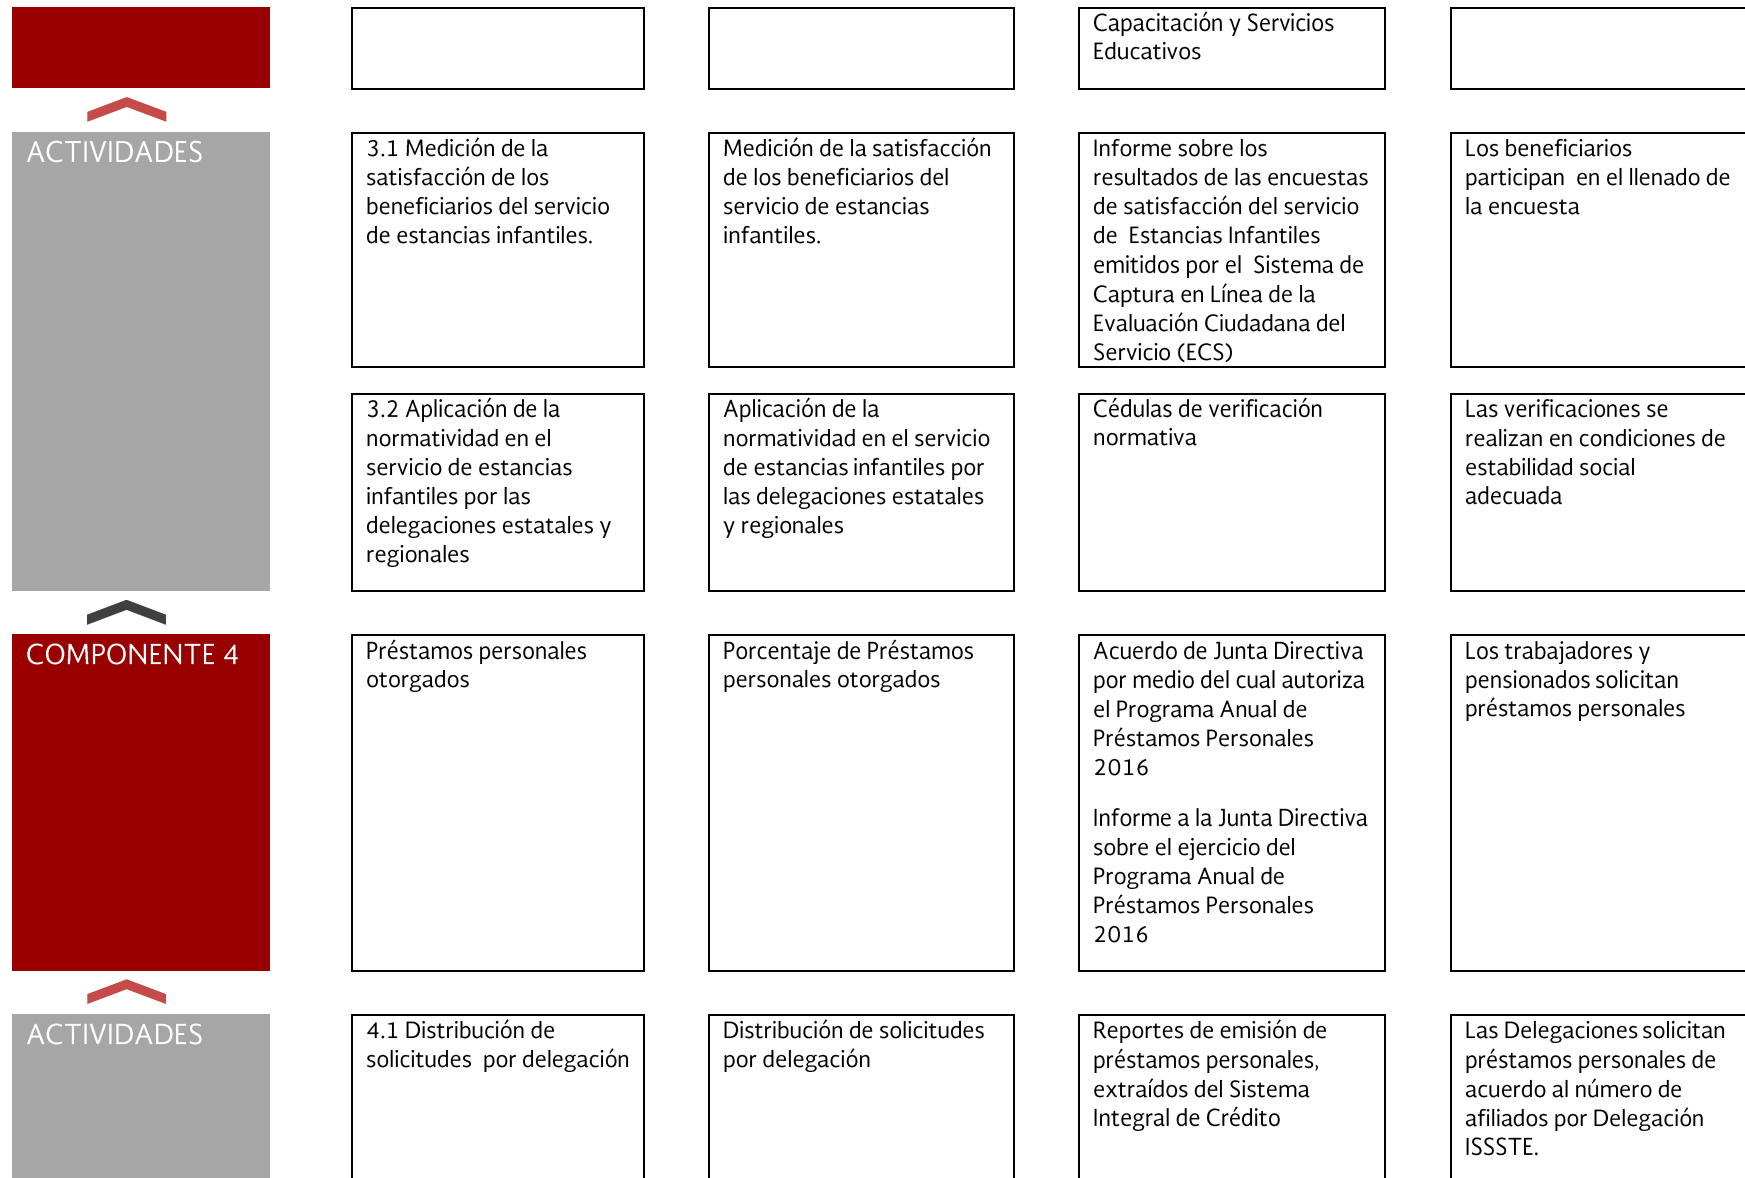 Capacitación y Servicios
Educativos
ACTIVIDADES
3.1 Medición de la
satisfacción de los
beneficiarios del servicio
de estancias infantiles.
Medición de la satisfacción
de los beneficiarios del
servicio de estancias
infantiles.
Informe sobre los
resultados de las encuestas
de satisfacción del servicio
de Estancias Infantiles
emitidos por el Sistema de
Captura en Línea de la
Evaluación Ciudadana del
Servicio (ECS)
Los beneficiarios
participan en el llenado de
la encuesta
3.2 Aplicación de la
normatividad en el
servicio de estancias
infantiles por las
delegaciones estatales y
regionales
Aplicación de la
normatividad en el servicio
de estancias infantiles por
las delegaciones estatales
y regionales
Cédulas de verificación
normativa
Las verificaciones se
realizan en condiciones de
estabilidad social
adecuada
COMPONENTE 4
Préstamos personales
otorgados
Porcentaje de Préstamos
personales otorgados
Acuerdo de Junta Directiva
por medio del cual autoriza
el Programa Anual de
Préstamos Personales
2016
Informe a la Junta Directiva
sobre el ejercicio del
Programa Anual de
Préstamos Personales
2016
Los trabajadores y
pensionados solicitan
préstamos personales
ACTIVIDADES
4.1 Distribución de
solicitudes por delegación
Distribución de solicitudes
por delegación
Reportes de emisión de
préstamos personales,
extraídos del Sistema
Integral de Crédito
Las Delegaciones solicitan
préstamos personales de
acuerdo al número de
afiliados por Delegación
ISSSTE.